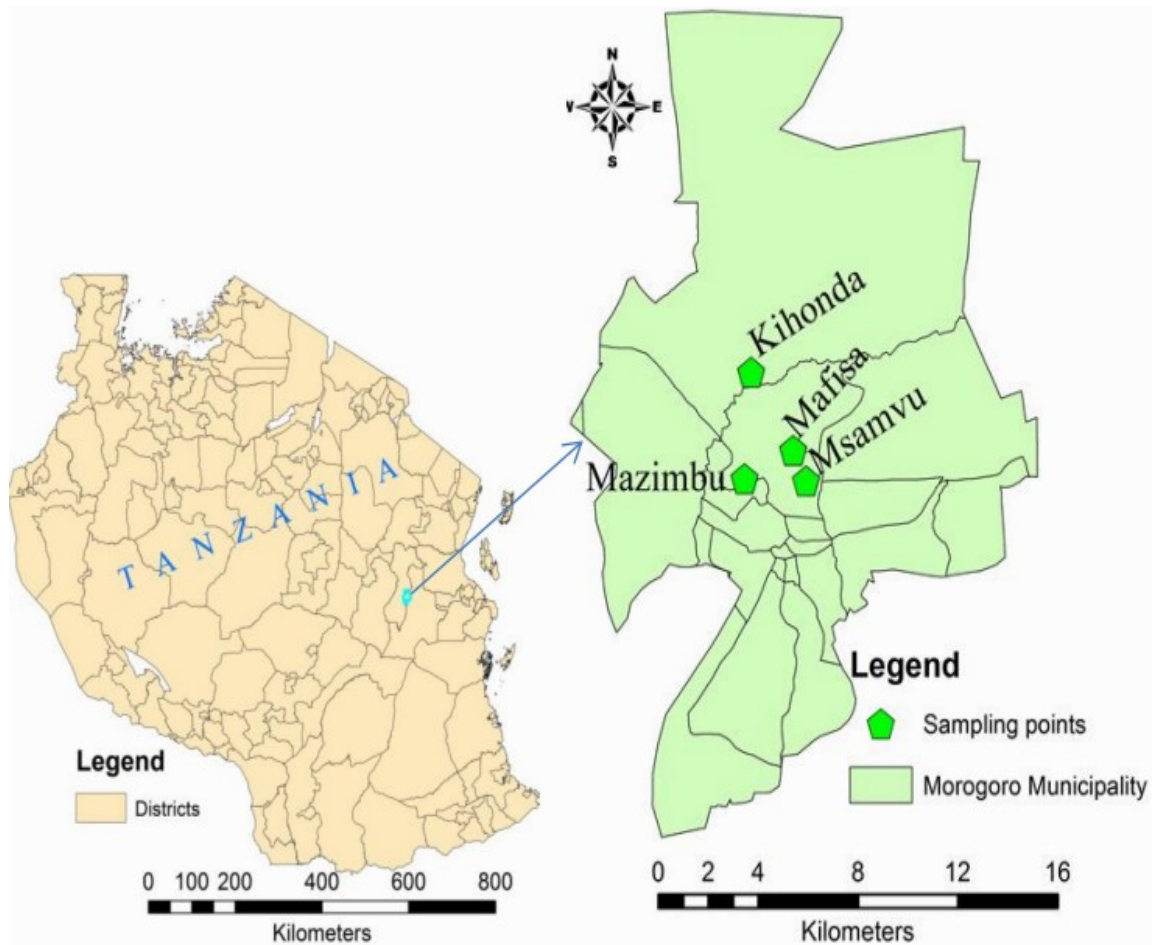 N
V E
S
Kihonda
Mafisa
Msamvu
Mazimbu
TANZANIA
Legend
Sampling points
Morogoro Municipality
Legend
Districts
0 100 200 400 600 800
Kilometers
0 2 4 8 12 16
Kilometers